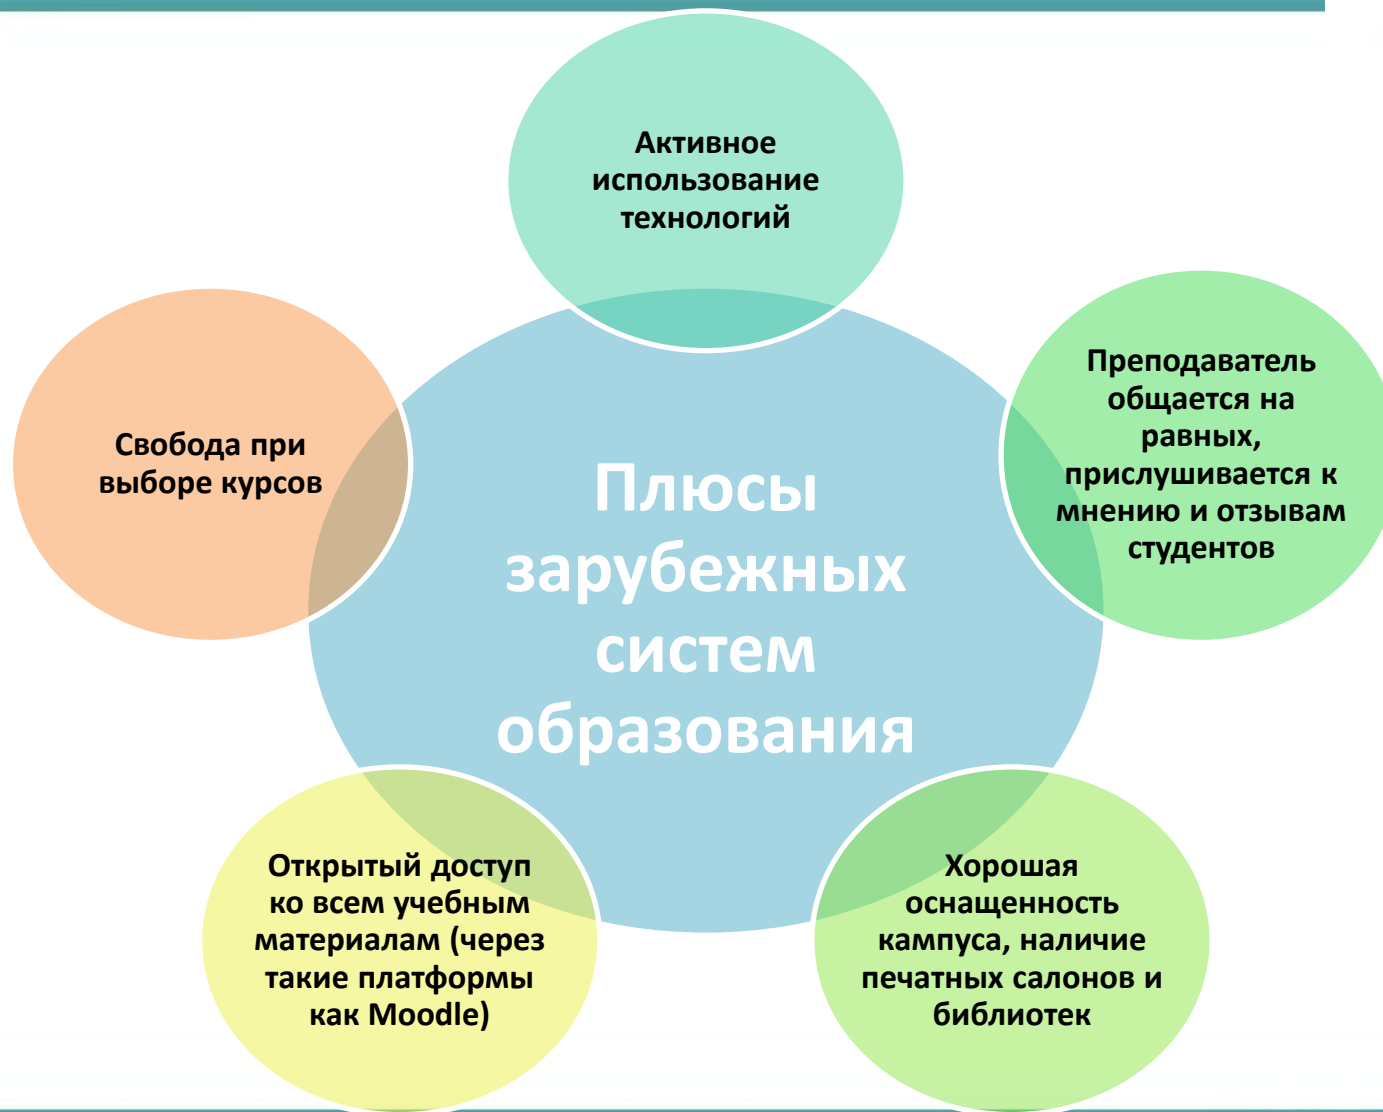 Активное
использование
технологий
Преподаватель
общается на
равных,
прислушивается к
мнению и отзывам
студентов
Свобода при
выборе курсов
Плюсы
зарубежных
систем
образования
Открытый доступ
ко всем учебным
материалам (через
такие платформы
как Moodle)
Хорошая
оснащенность
кампуса, наличие
печатных салонов и
библиотек